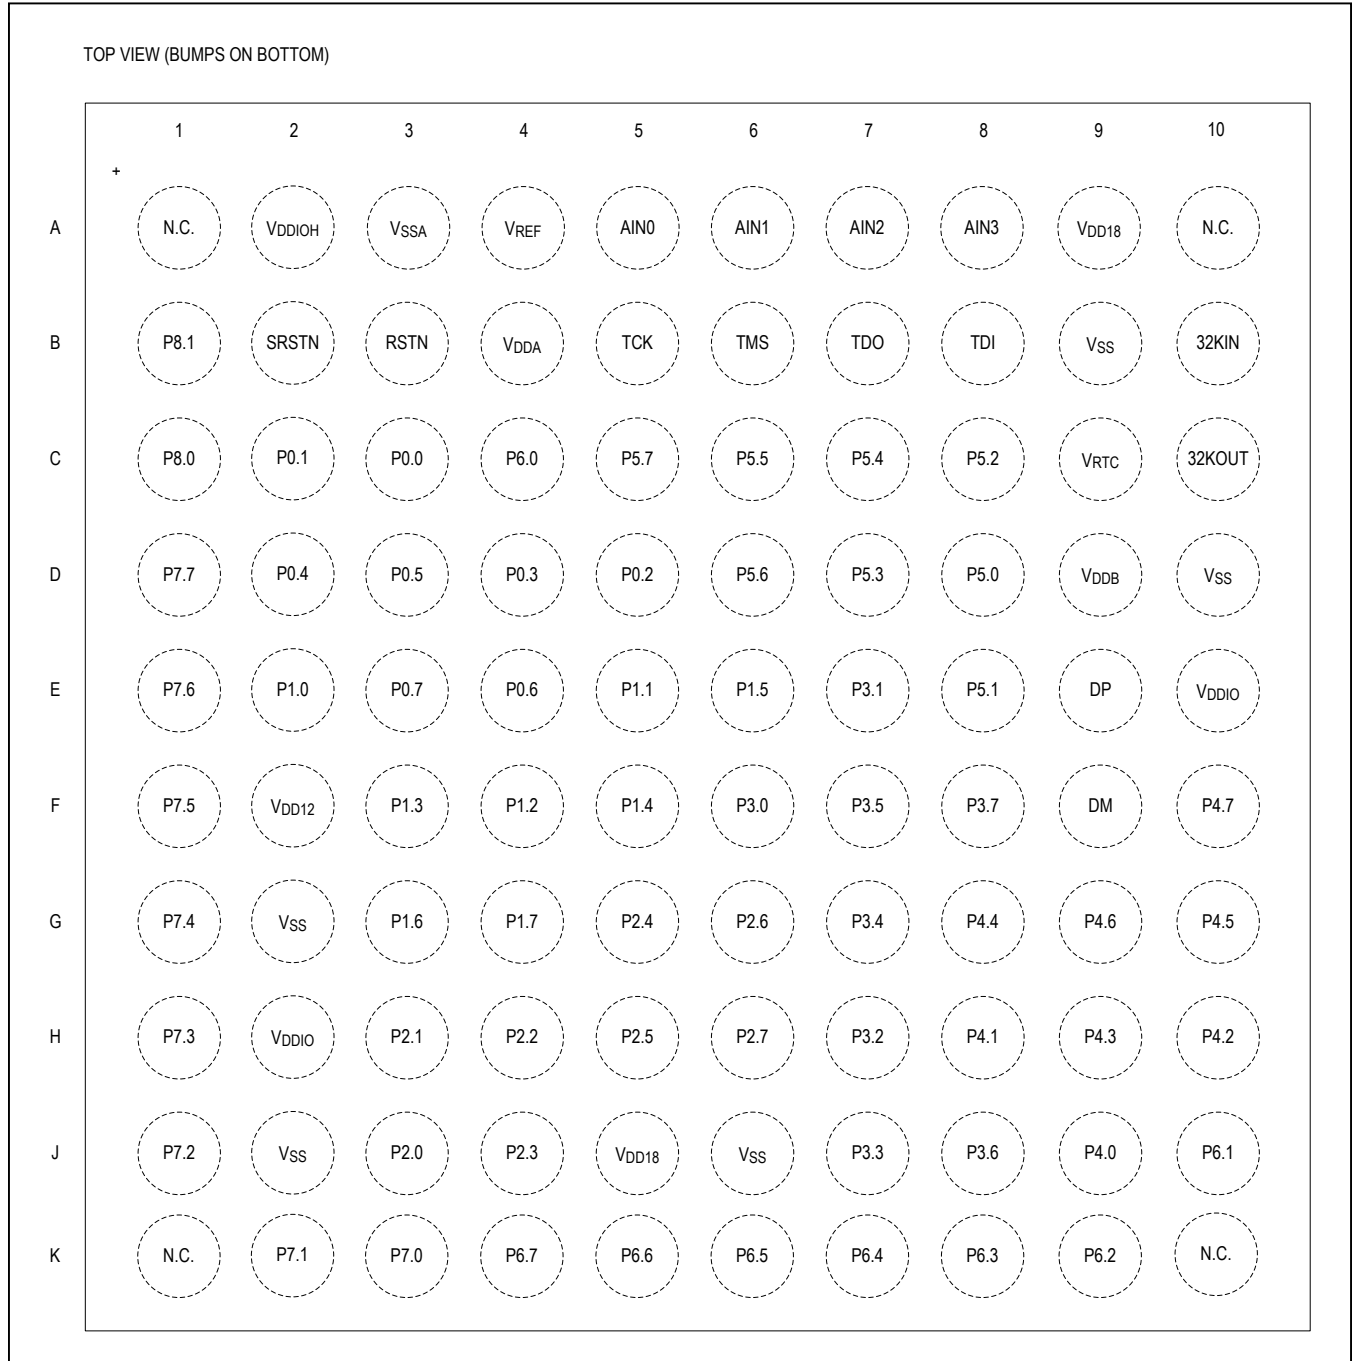 TOP VIEW (BUMPS ON BOTTOM)
1 2 3 4 5 6 7 8 9 10
+
A N.C. VDDIOH VSSA VREF AIN0 AIN1 AIN2 AIN3 VDD18 N.C.
B P8.1 SRSTN RSTN VDDA TCK TMS TDO TDI VSS 32KIN
C P8.0 P0.1 P0.0 P6.0 P5.7 P5.5 P5.4 P5.2 VRTC 32KOUT
D P7.7 P0.4 P0.5 P0.3 P0.2 P5.6 P5.3 P5.0 VDDB VSS
E P7.6 P1.0 P0.7 P0.6 P1.1 P1.5 P3.1 P5.1 DP VDDIO
F P7.5 VDD12 P1.3 P1.2 P1.4 P3.0 P3.5 P3.7 DM P4.7
G P7.4 VSS P1.6 P1.7 P2.4 P2.6 P3.4 P4.4 P4.6 P4.5
H P7.3 VDDIO P2.1 P2.2 P2.5 P2.7 P3.2 P4.1 P4.3 P4.2
J P7.2 VSS P2.0 P2.3 VDD18 VSS P3.3 P3.6 P4.0 P6.1
K N.C. P7.1 P7.0 P6.7 P6.6 P6.5 P6.4 P6.3 P6.2 N.C.